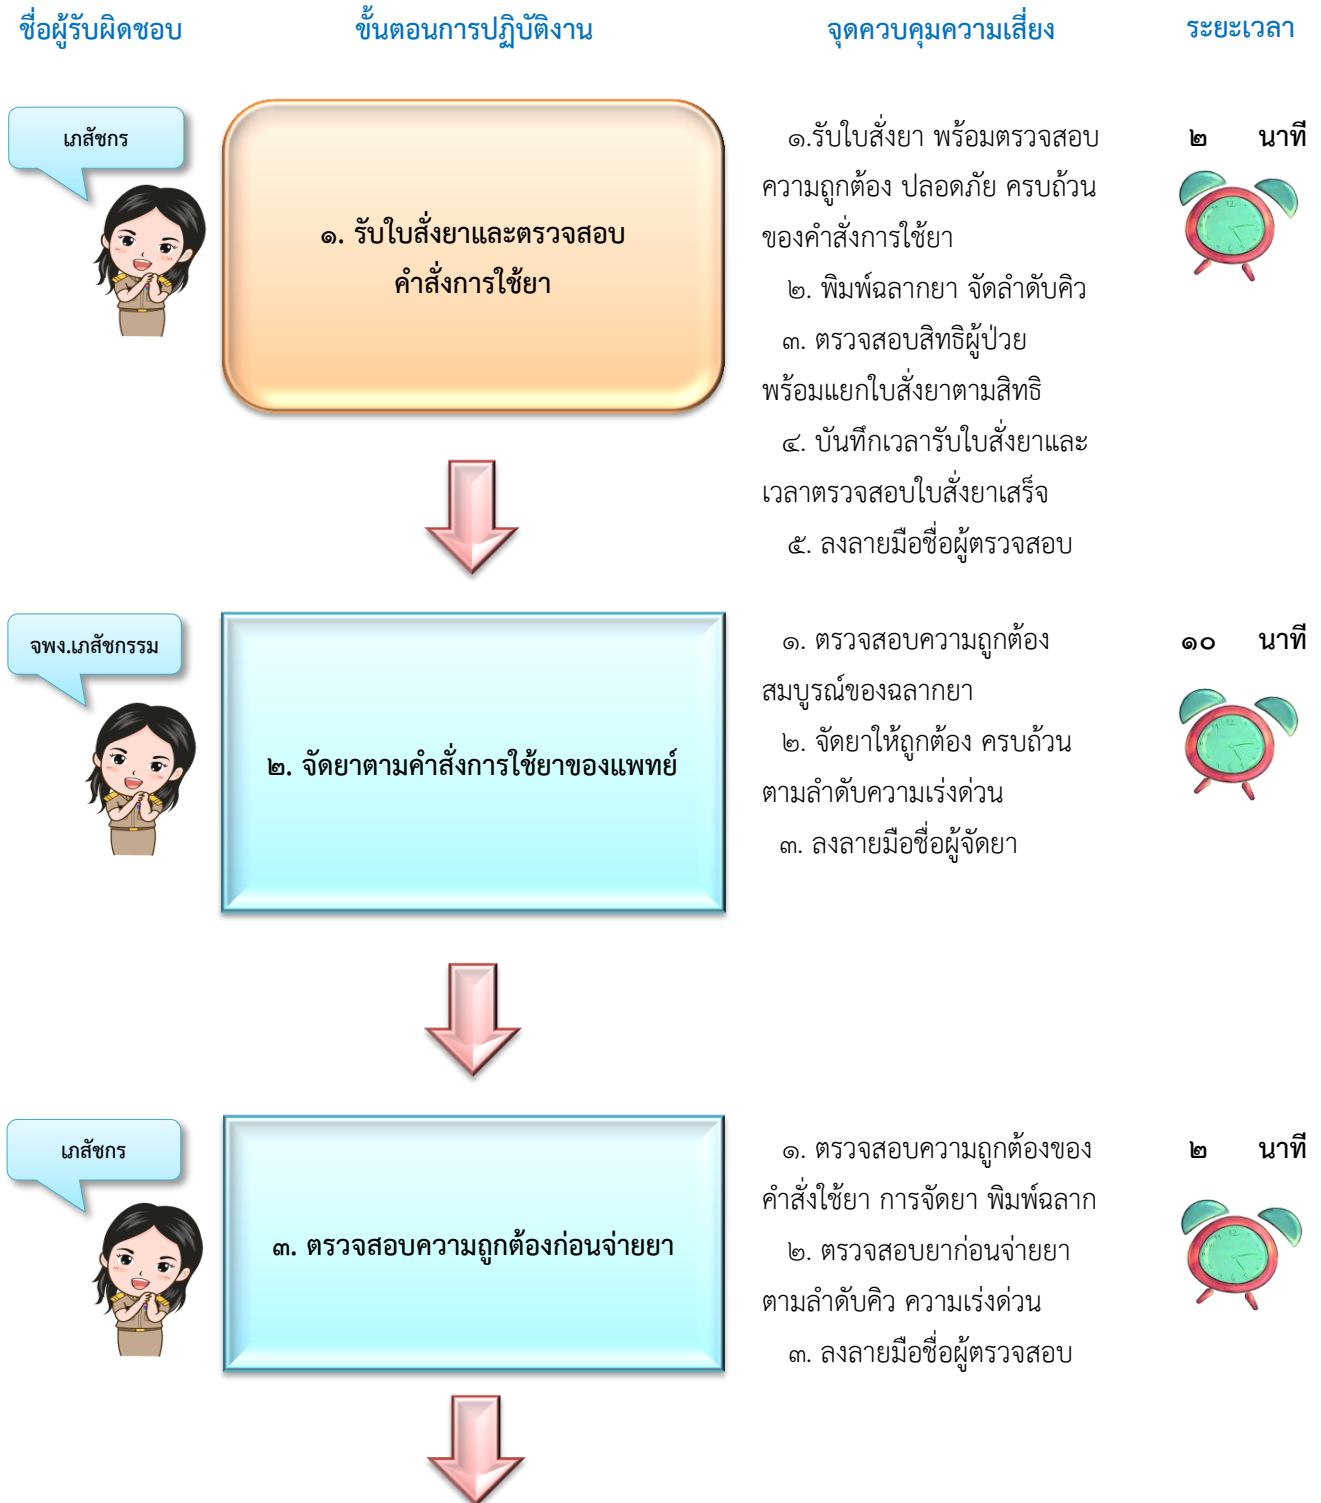 ชื่อผู้รับผิดชอบ ขั้นตอนการปฏิบัติงาน จุดควบคุมความเสี่ยง ระยะเวลา
เภสัชกร
๑. รับใบสั่งยาและตรวจสอบ
คำสั่งการใช้ยา
๑.รับใบสั่งยา พร้อมตรวจสอบ
ความถูกต้อง ปลอดภัย ครบถ้วน
ของคำสั่งการใช้ยา
๒. พิมพ์ฉลากยา จัดลำดับคิว
๓. ตรวจสอบสิทธิผู้ป่วย
พร้อมแยกใบสั่งยาตามสิทธิ
๔. บันทึกเวลารับใบสั่งยาและ
เวลาตรวจสอบใบสั่งยาเสร็จ
๕. ลงลายมือชื่อผู้ตรวจสอบ
๒ นาที
จพง.เภสัชกรรม
๒. จัดยาตามคำสั่งการใช้ยาของแพทย์
๑. ตรวจสอบความถูกต้อง
สมบูรณ์ของฉลากยา
๒. จัดยาให้ถูกต้อง ครบถ้วน
ตามลำดับความเร่งด่วน
๓. ลงลายมือชื่อผู้จัดยา
๑๐ นาที
เภสัชกร
๓. ตรวจสอบความถูกต้องก่อนจ่ายยา
๑. ตรวจสอบความถูกต้องของ
คำสั่งใช้ยา การจัดยา พิมพ์ฉลาก
๒. ตรวจสอบยาก่อนจ่ายยา
ตามลำดับคิว ความเร่งด่วน
๓. ลงลายมือชื่อผู้ตรวจสอบ
๒ นาที